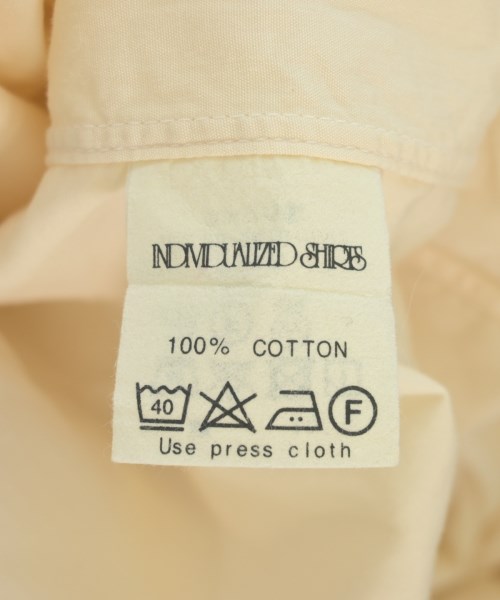 INDIVIDUALIZED SHIRTS
100% COTTON
40 F
Use press cloth